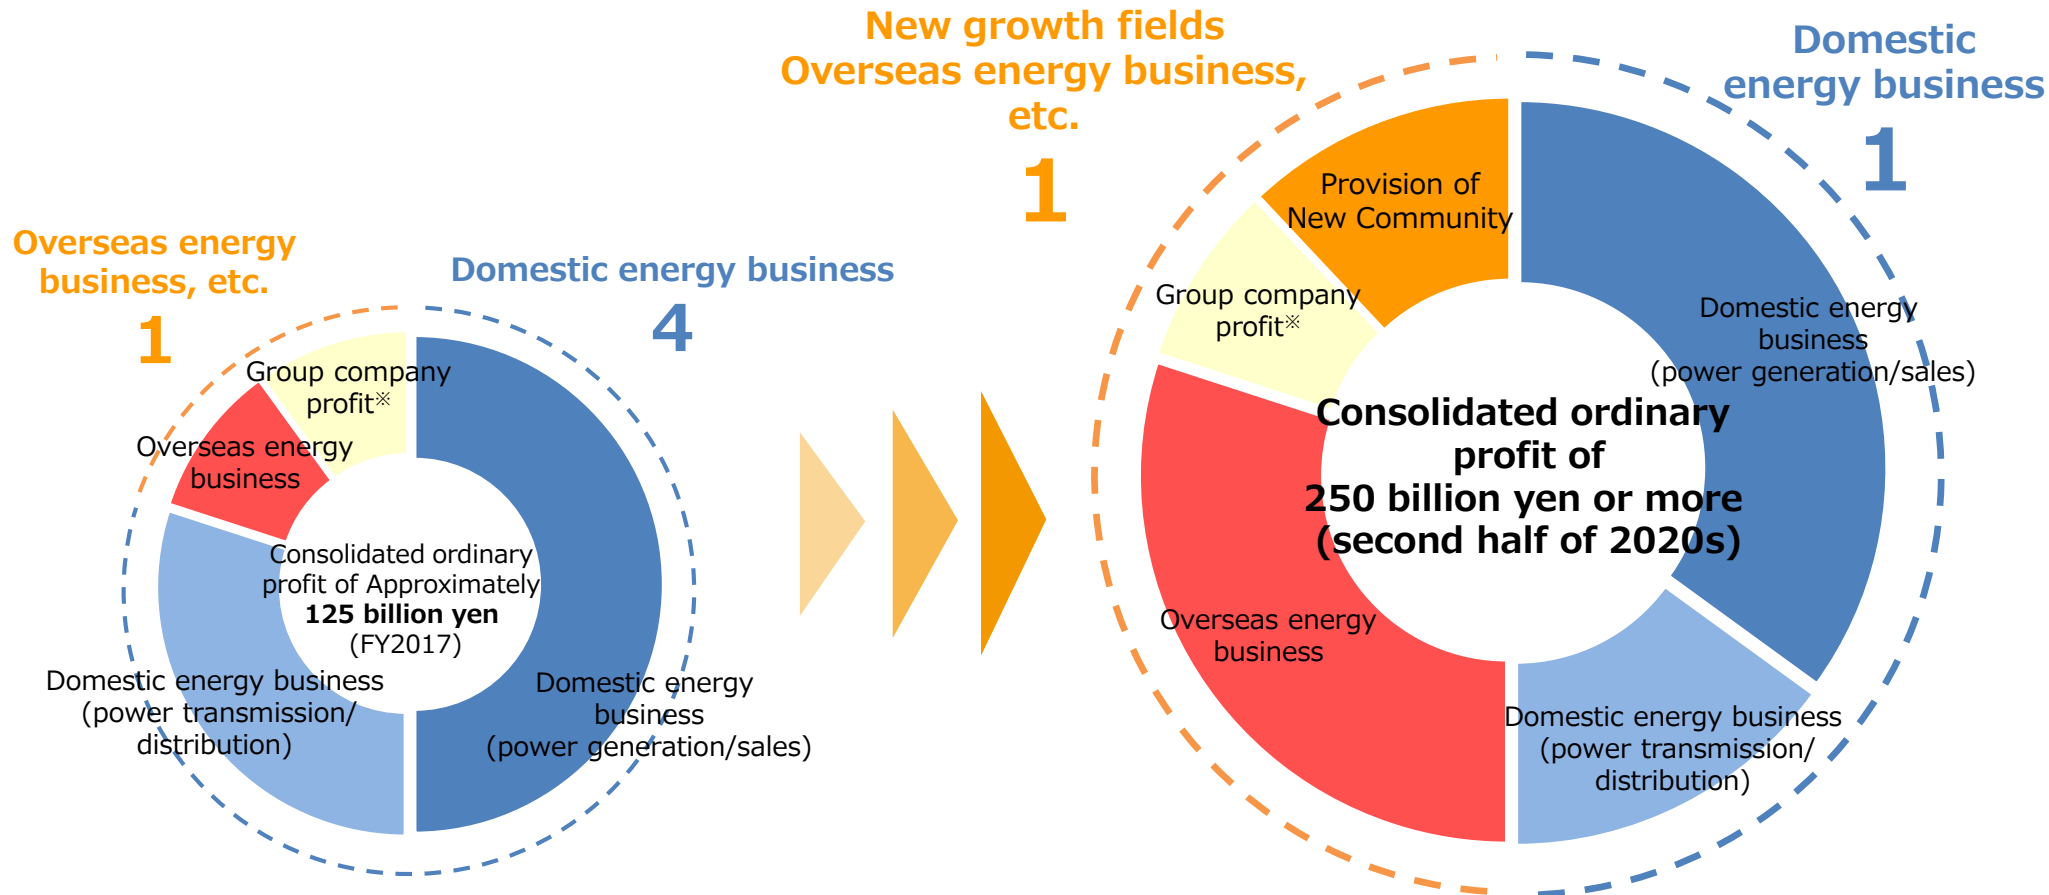 Overseas energy
business, etc.
1
Domestic energy business
4
Group company
profit※
Overseas energy
business
Consolidated ordinary
profit of Approximately
125 billion yen
(FY2017)
Domestic energy business
(power transmission/
distribution)
Domestic energy
business
(power generation/sales)
New growth fields
Overseas energy business,
etc.
1
Domestic
energy business
1
Provision of
New Community
Group company
profit※
Domestic energy
business
(power generation/sales)
Consolidated ordinary
profit of
250 billion yen or more
(second half of 2020s)
Overseas energy
business
Domestic energy business
(power transmission/
distribution)